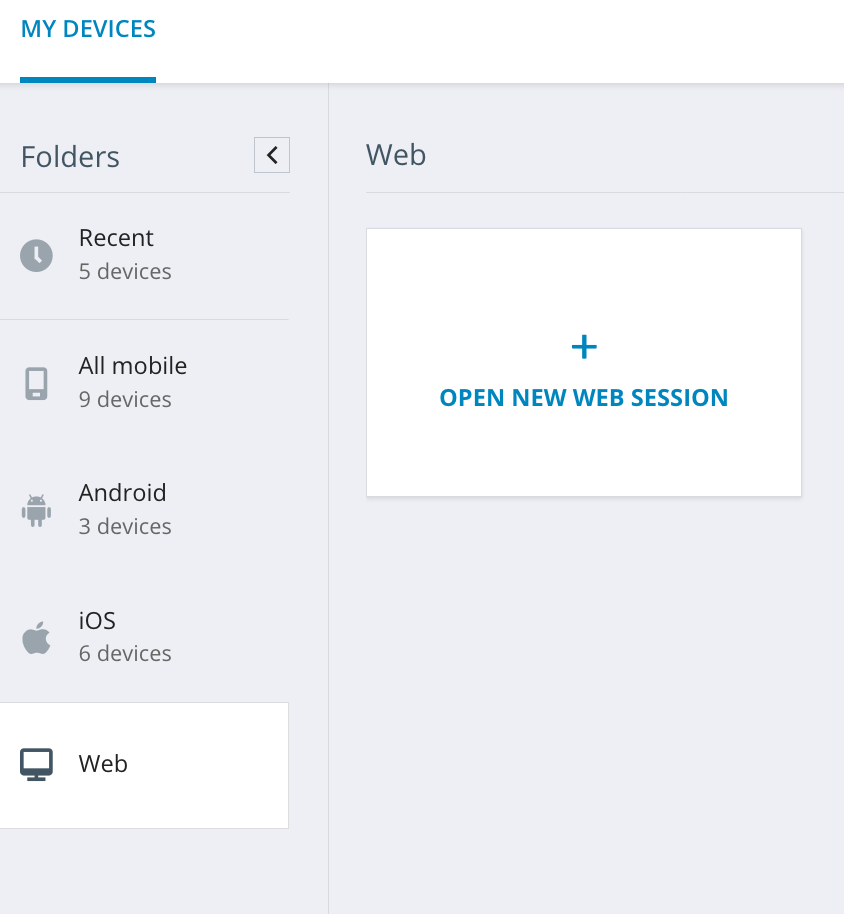 MY DEVICES
Folders
Recent
5 devices
All mobile
9 devices
Android
3 devices
iOS
6 devices
Web
Web
+
OPEN NEW WEB SESSION